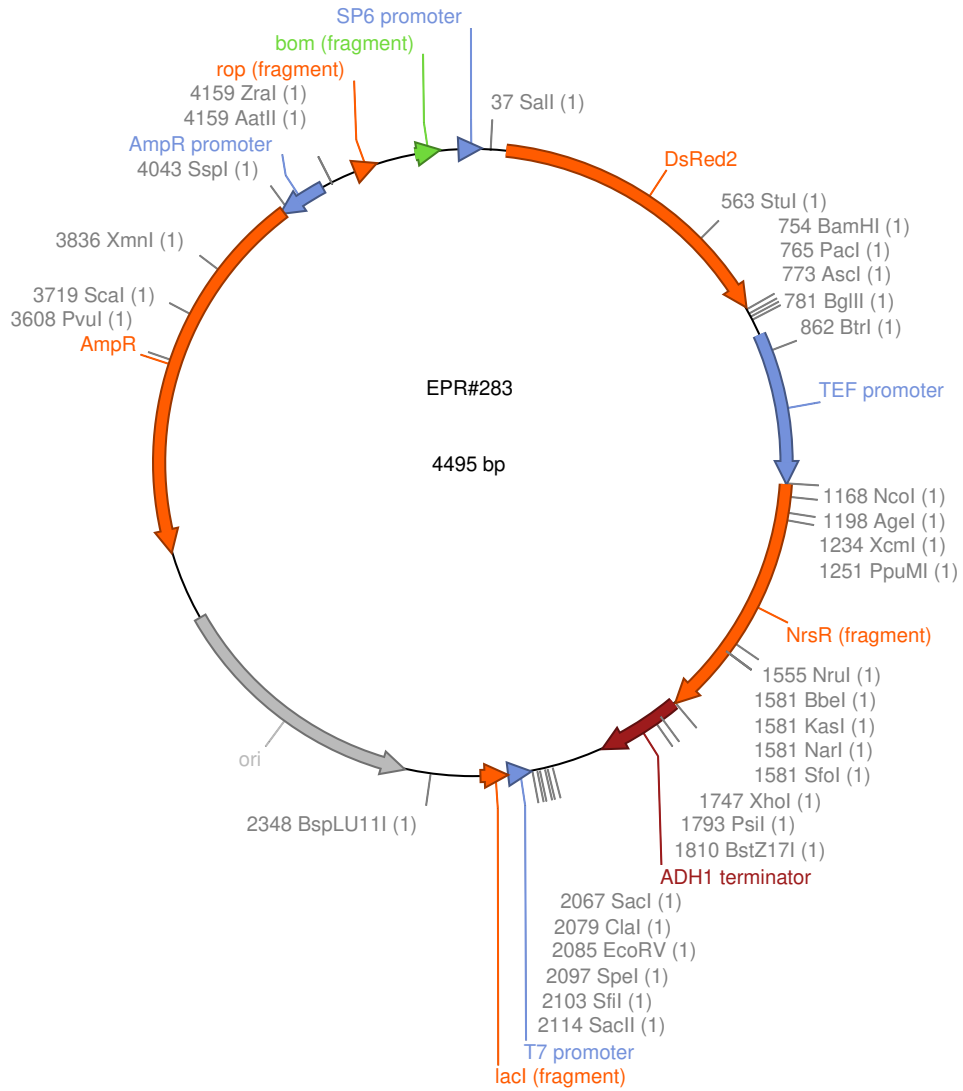 SP6 promoter
bom (fragment)
rop (fragment)
4159 ZraI (1)
4159 AatII (1)
AmpR promoter
4043 SspI (1)
3836 XmnI (1)
3719 ScaI (1)
3608 PvuI (1)
AmpR
37 SalI (1)
DsRed2
563 StuI (1)
754 BamHI (1)
765 PacI (1)
773 AscI (1)
781 BglII (1)
862 BtrI (1)
EPR#283
TEF promoter
4495 bp
1168 NcoI (1)
1198 AgeI (1)
1234 XcmI (1)
1251 PpuMI (1)
NrsR (fragment)
1555 NruI (1)
1581 BbeI (1)
1581 KasI (1)
1581 NarI (1)
1581 SfoI (1)
1747 XhoI (1)
1793 PsiI (1)
1810 BstZ17I (1)
ADH1 terminator
ori
2348 BspLU11I (1)
2067 SacI (1)
2079 ClaI (1)
2085 EcoRV (1)
2097 SpeI (1)
2103 SfiI (1)
2114 SacII (1)
T7 promoter
lacI (fragment)